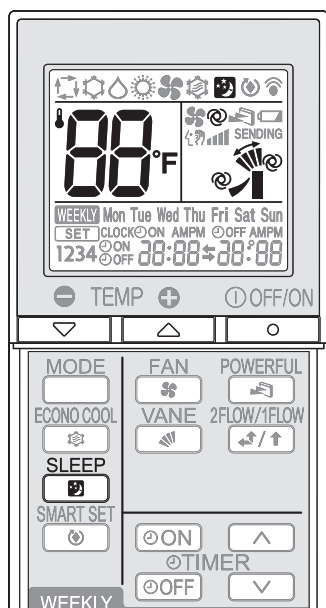 88°F
SENDING
WEEKLY Mon Tue Wed Thu Fri Sat Sun
SET CLOCK ON AMPM OFF AMPM
1234 ON OFF 88:88 88:88
TEMP OFF/ON
MODE FAN POWERFUL
ECONO COOL VANE 2FLOW/1FLOW
SLEEP
SMART SET
ON
TIMER
OFF
WEEKLY